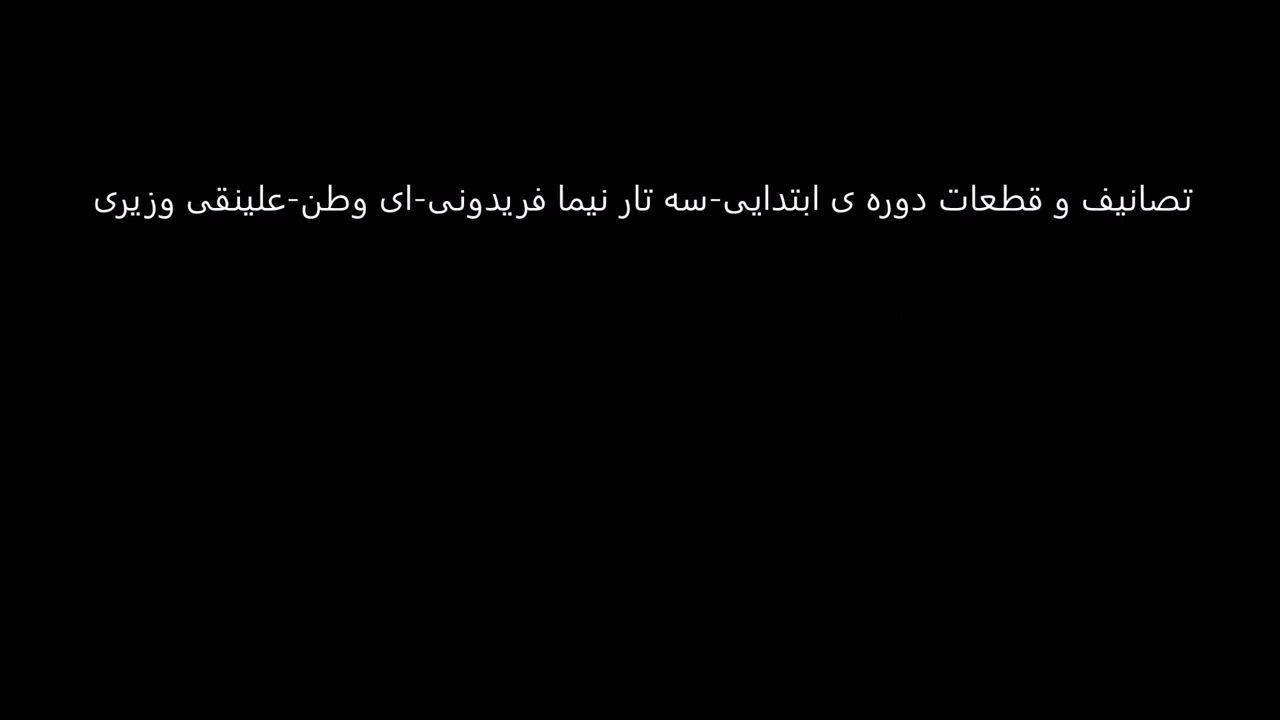 تصانیف و قطعات دوره ی ابتدایی-سه تار نیما فریدونی-ای وطن-علینقی وزیری